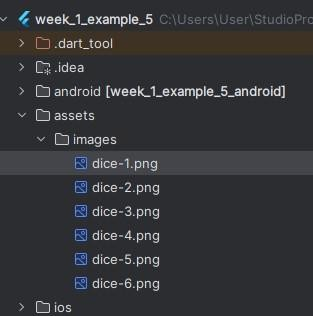 week_1_example_5 C:\Users\User\StudioPro
.dart_tool
.idea
android [week_1_example_5_android]
assets
images
dice-1.png
dice-2.png
dice-3.png
dice-4.png
dice-5.png
dice-6.png
ios